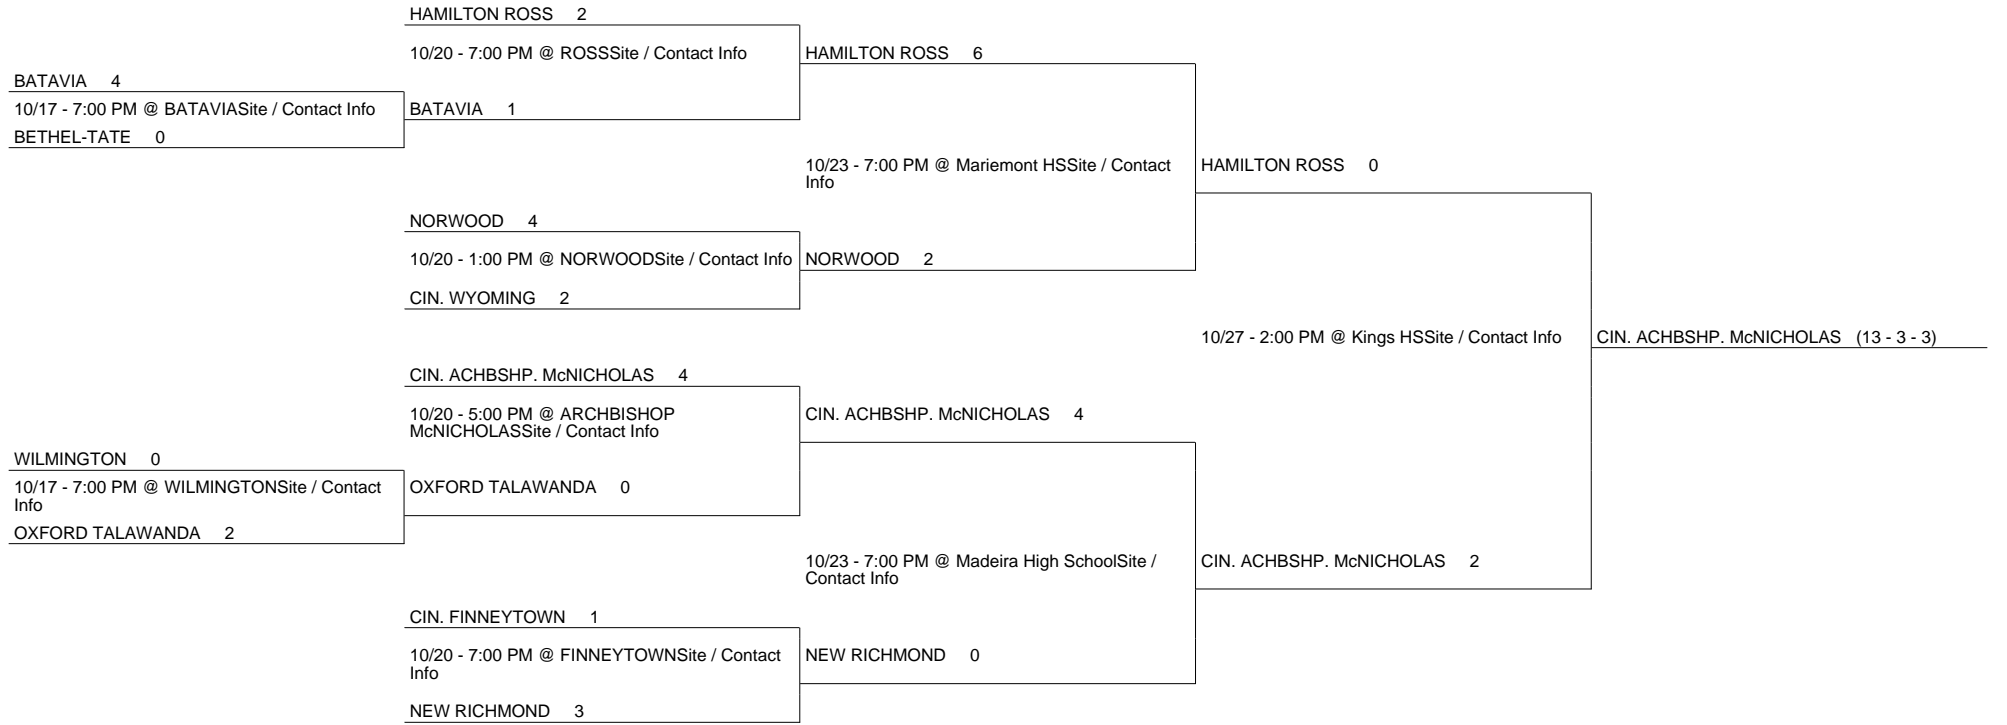 HAMILTON ROSS 2
10/20 - 7:00 PM @ ROSSSite / Contact Info
HAMILTON ROSS 6
BATAVIA 4
10/17 - 7:00 PM @ BATAVIASite / Contact Info
BATAVIA 1
BETHEL-TATE 0
10/23 - 7:00 PM @ Mariemont HSSite / Contact
Info
HAMILTON ROSS 0
NORWOOD 4
10/20 - 1:00 PM @ NORWOODSite / Contact Info
NORWOOD 2
CIN. WYOMING 2
10/27 - 2:00 PM @ Kings HSSite / Contact Info
CIN. ACHBSHP. McNICHOLAS (13 - 3 - 3)
CIN. ACHBSHP. McNICHOLAS 4
10/20 - 5:00 PM @ ARCHBISHOP
McNICHOLASSite / Contact Info
CIN. ACHBSHP. McNICHOLAS 4
WILMINGTON 0
10/17 - 7:00 PM @ WILMINGTONSite / Contact
Info
OXFORD TALAWANDA 0
OXFORD TALAWANDA 2
10/23 - 7:00 PM @ Madeira High SchoolSite /
Contact Info
CIN. ACHBSHP. McNICHOLAS 2
CIN. FINNEYTOWN 1
10/20 - 7:00 PM @ FINNEYTOWNSite / Contact
Info
NEW RICHMOND 0
NEW RICHMOND 3